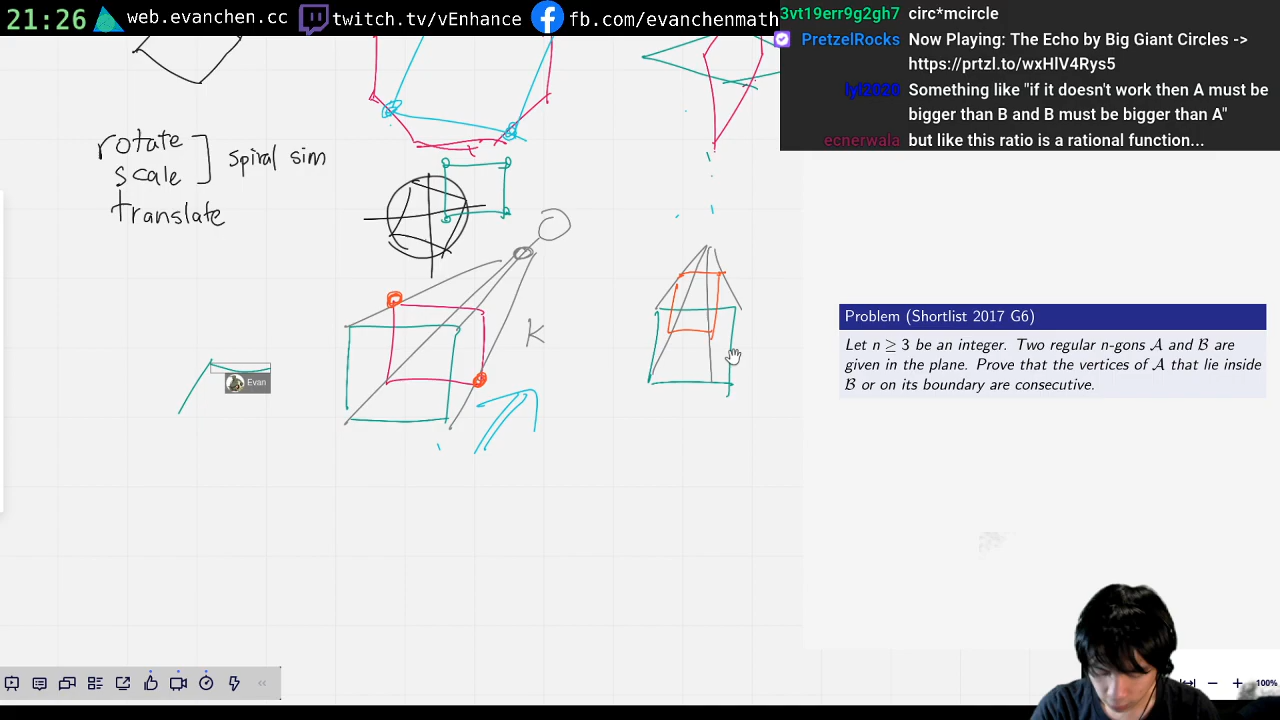 21:26 web.evanchen.cc twitch.tv/vEnhance fb.com/evanchenmath
3vt19err9g2gh7 circ*mcircle
PretzelRocks Now Playing: The Echo by Big Giant Circles ->
https://prtzl.to/wxHlV4Rys5
lyl2020 Something like "if it doesn't work then A must be
bigger than B and B must be bigger than A"
ecnerwala but like this ratio is a rational function...
rotate
scale
spiral sim
translate
K
Evan
Problem (Shortlist 2017 G6)
Let n ≥ 3 be an integer. Two regular n-gons 𝒜 and ℬ are
given in the plane. Prove that the vertices of 𝒜 that lie inside
ℬ or on its boundary are consecutive.
100%